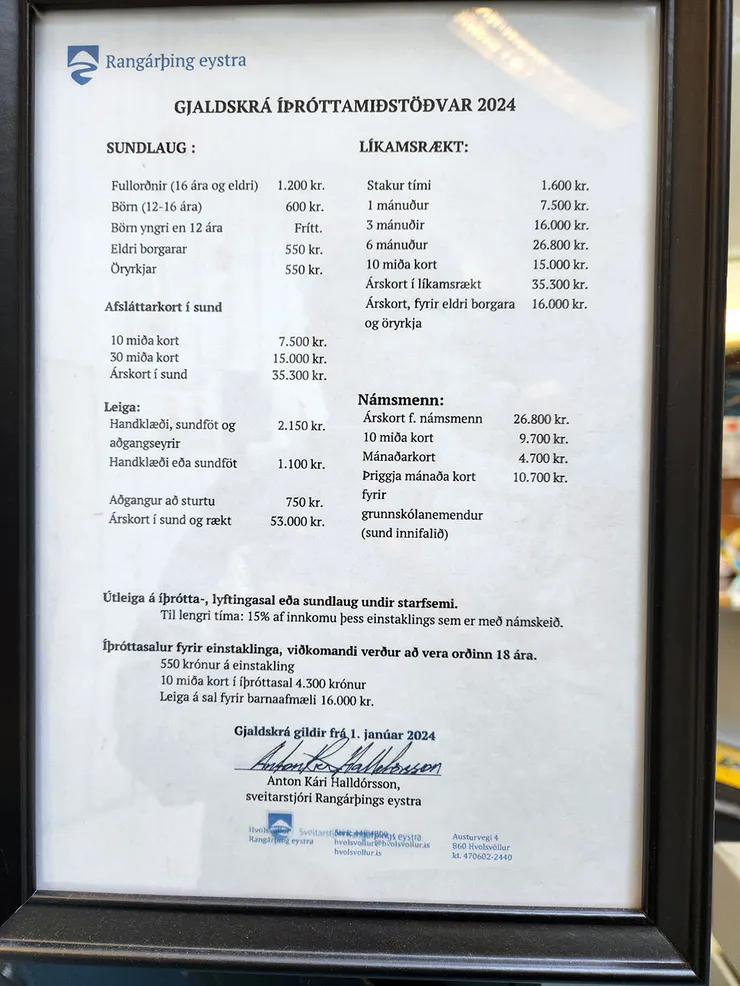 Rangárþing eystra
GJALDSKRÁ ÍÞRÓTTAMIÐSTÖÐVAR 2024
SUNDLAUG :
Fullorðnir (16 ára og eldri) 1.200 kr.
Börn (12-16 ára) 600 kr.
Börn yngri en 12 ára Frítt.
Eldri borgarar 550 kr.
Öryrkjar 550 kr.
Afsláttarkort í sund
10 miða kort 7.500 kr.
30 miða kort 15.000 kr.
Árskort í sund 35.300 kr.
Leiga:
Handklæði, sundföt og 2.150 kr.
aðgangseyrir
Handklæði eða sundföt 1.100 kr.
Aðgangur að sturtu 750 kr.
Árskort í sund og rækt 53.000 kr.
LÍKAMSRÆKT:
Stakur tími 1.600 kr.
1 mánuður 7.500 kr.
3 mánuðir 16.000 kr.
6 mánuður 26.800 kr.
10 miða kort 15.000 kr.
Árskort í líkamsrækt 35.300 kr.
Árskort, fyrir eldri borgara 16.000 kr.
og öryrkja
Námsmenn:
Árskort f. námsmenn 26.800 kr.
10 miða kort 9.700 kr.
Mánaðarkort 4.700 kr.
Þriggja mánaða kort 10.700 kr.
fyrir
grunnskólanemendur
(sund innifalið)
Útleiga á íþrótta-, lyftingasal eða sundlaug undir starfsemi.
Til lengri tíma: 15% af innkomu þess einstaklings sem er með námskeið.
Íþróttasalur fyrir einstaklinga, viðkomandi verður að vera orðinn 18 ára.
550 krónur á einstakling
10 miða kort í íþróttasal 4.300 krónur
Leiga á sal fyrir barnaafmæli 16.000 kr.
Gjaldskrá gildir frá 1. janúar 2024
Anton Kári Halldórsson
Anton Kári Halldórsson,
sveitarstjóri Rangárþings eystra
Rangárþing eystra
hvolsvollur@hvolsvollur.is
hvolsvollur.is
Austurvegi 4
860 Hvolsvöllur
kt. 470602-2440